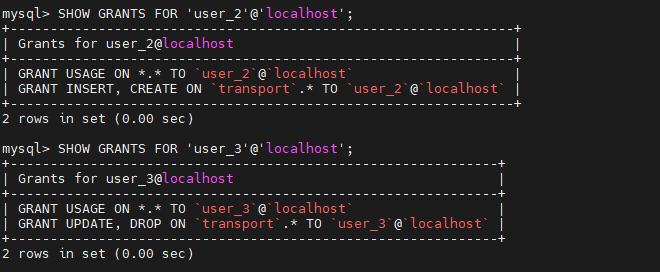 mysql> SHOW GRANTS FOR 'user_2'@'localhost';
+----------------------------------------------------------------+
| Grants for user_2@localhost                                    |
+----------------------------------------------------------------+
| GRANT USAGE ON *.* TO `user_2`@`localhost`                     |
| GRANT INSERT, CREATE ON `transport`.* TO `user_2`@`localhost` |
+----------------------------------------------------------------+
2 rows in set (0.00 sec)

mysql> SHOW GRANTS FOR 'user_3'@'localhost';
+--------------------------------------------------------------+
| Grants for user_3@localhost                                  |
+--------------------------------------------------------------+
| GRANT USAGE ON *.* TO `user_3`@`localhost`                   |
| GRANT UPDATE, DROP ON `transport`.* TO `user_3`@`localhost` |
+--------------------------------------------------------------+
2 rows in set (0.00 sec)